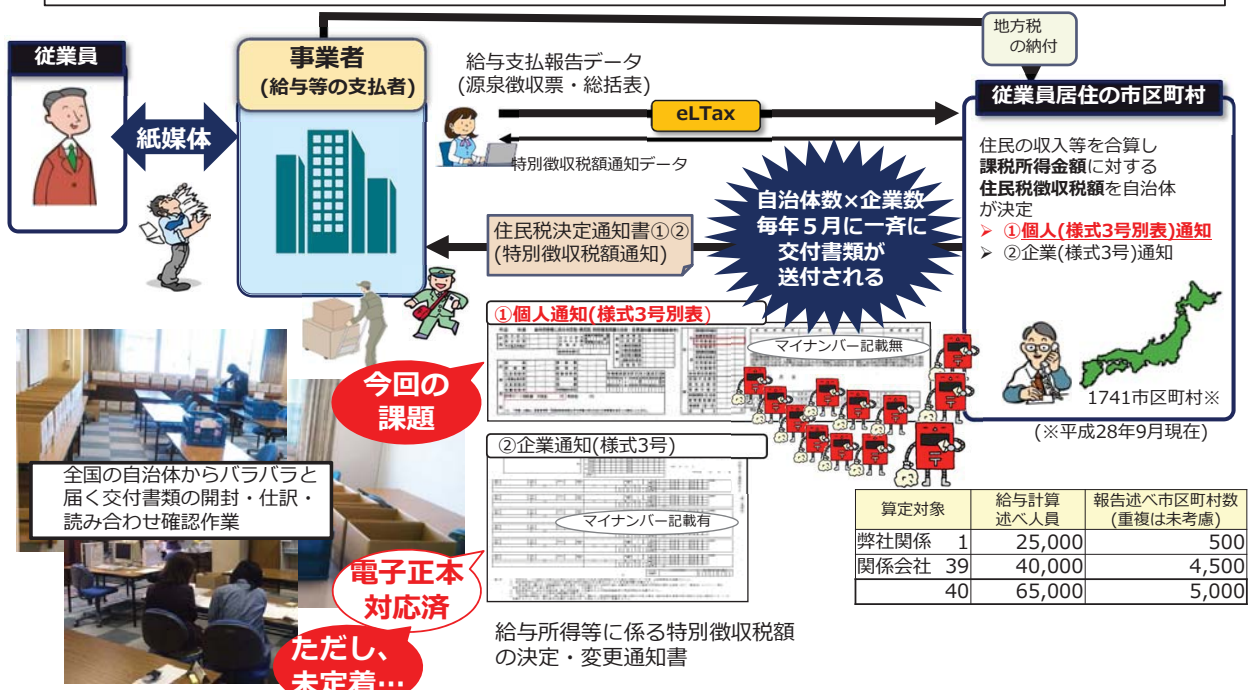 地方税
の納付
従業員
事業者
(給与等の支払者)
給与支払報告データ
(源泉徴収票・総括表)
eLTax
従業員居住の市区町村
紙媒体
特別徴収税額通知データ
住民の収入等を合算し
課税所得金額に対する
住民税徴収税額を自治体
が決定
➢ ①個人(様式3号別表)通知
➢ ②企業(様式3号)通知
自治体数×企業数
毎年5月に一斉に
交付書類が
送付される
住民税決定通知書①②
(特別徴収税額通知)
①個人通知(様式3号別表)
マイナンバー記載無
1741市区町村※
(※平成28年9月現在)
今回の
課題
②企業通知(様式3号)
マイナンバー記載有
全国の自治体からバラバラと
届く交付書類の開封・仕訳・
読み合わせ確認作業
電子正本
対応済
ただし、
未定着…
給与所得等に係る特別徴収税額
の決定・変更通知書
算定対象 給与計算 報告述べ市区町村数
述べ人員 (重複は未考慮)
弊社関係 1 25,000 500
関係会社 39 40,000 4,500
40 65,000 5,000